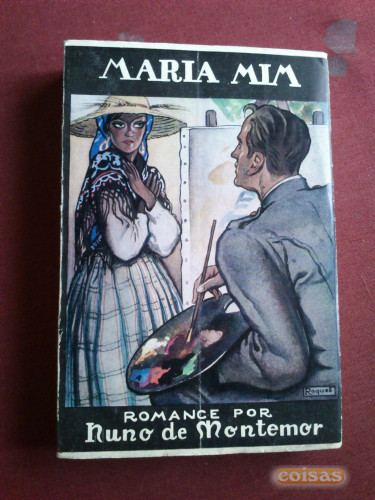 MARIA MIM
ROMANCE POR
Nuno de Montemor
coisas